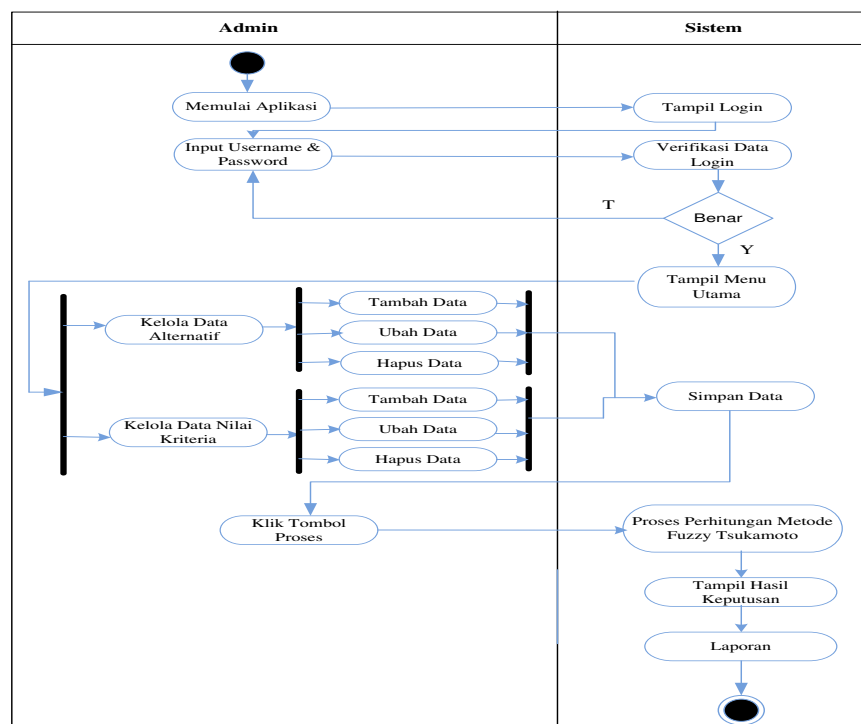 Admin
Sistem
Memulai Aplikasi
Tampil Login
Input Username &
Password
Verifikasi Data
Login
T
Benar
Y
Tampil Menu
Utama
Kelola Data
Alternatif
Tambah Data
Ubah Data
Hapus Data
Kelola Data Nilai
Kriteria
Tambah Data
Ubah Data
Hapus Data
Simpan Data
Klik Tombol
Proses
Proses Perhitungan Metode
Fuzzy Tsukamoto
Tampil Hasil
Keputusan
Laporan